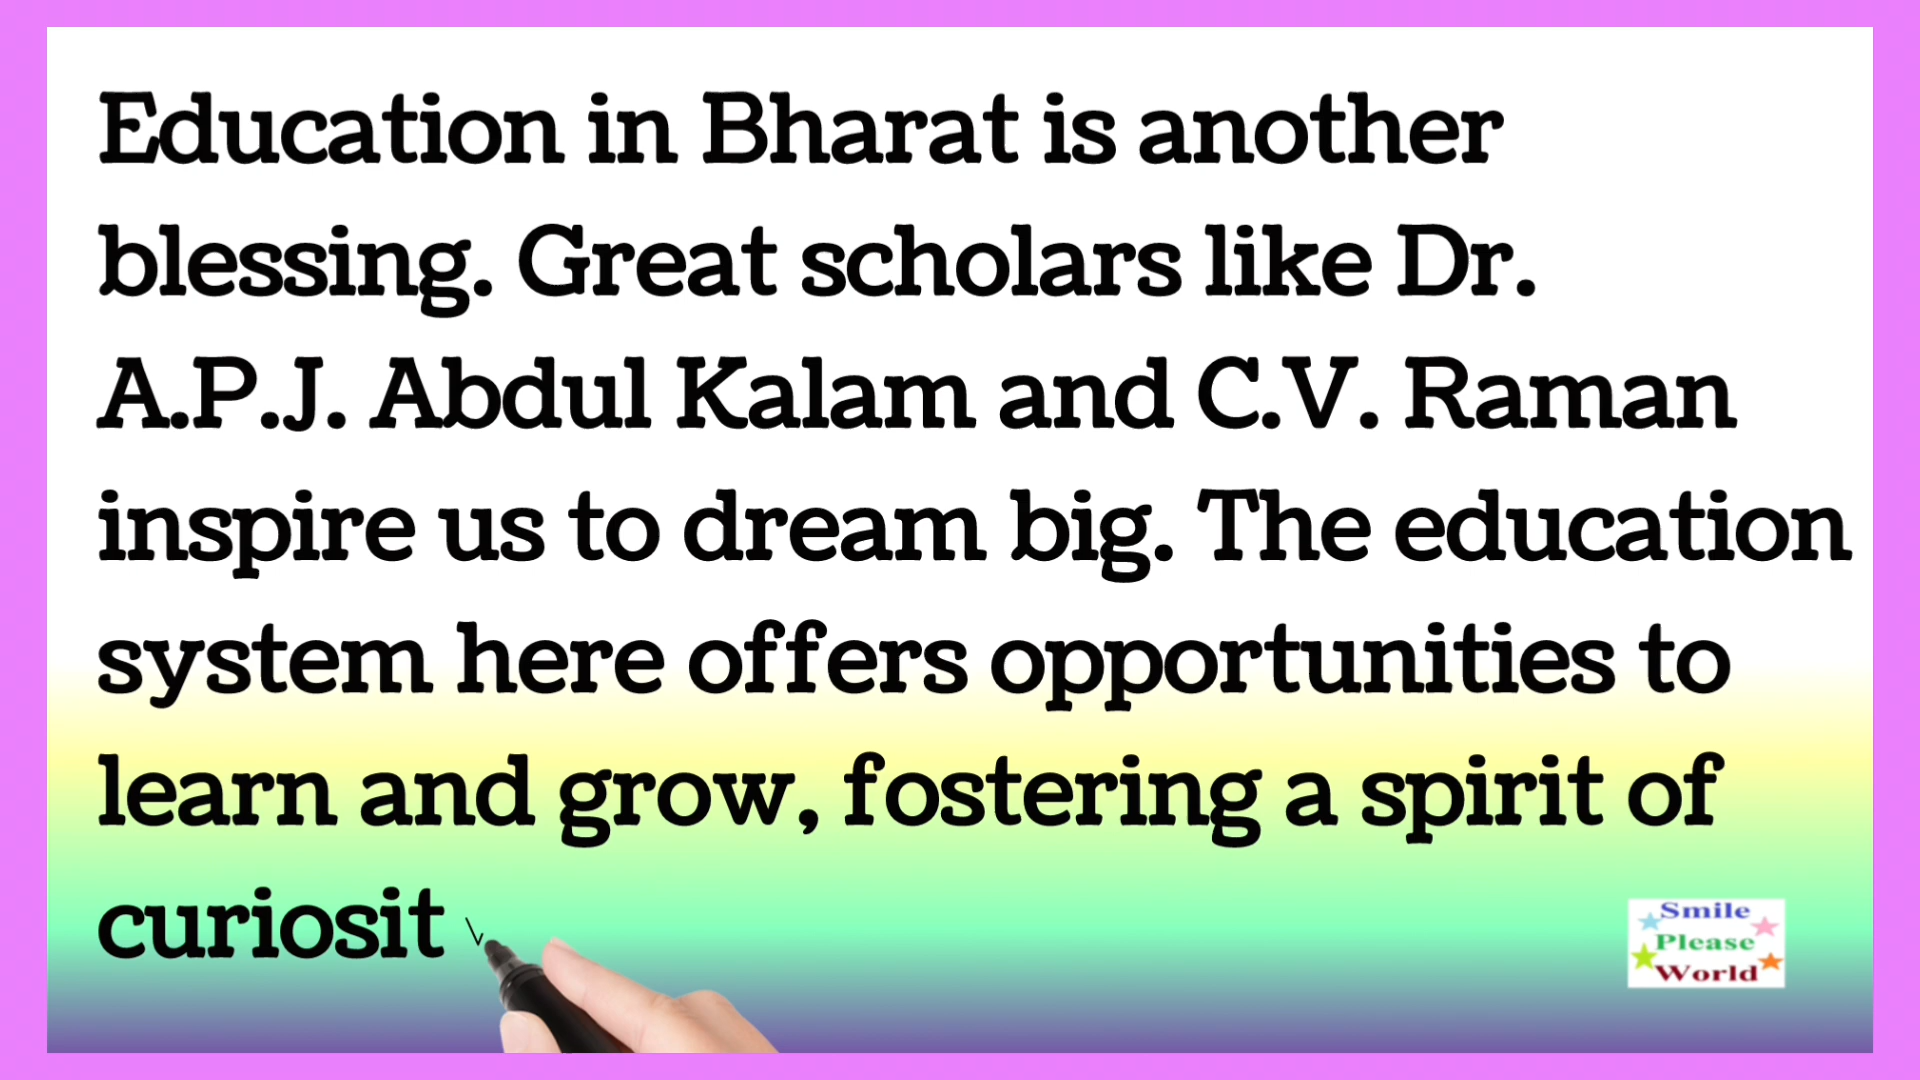 Education in Bharat is another
blessing. Great scholars like Dr.
A.P.J. Abdul Kalam and C.V. Raman
inspire us to dream big. The education
system here offers opportunities to
learn and grow, fostering a spirit of
curiosit
Smile
Please
World